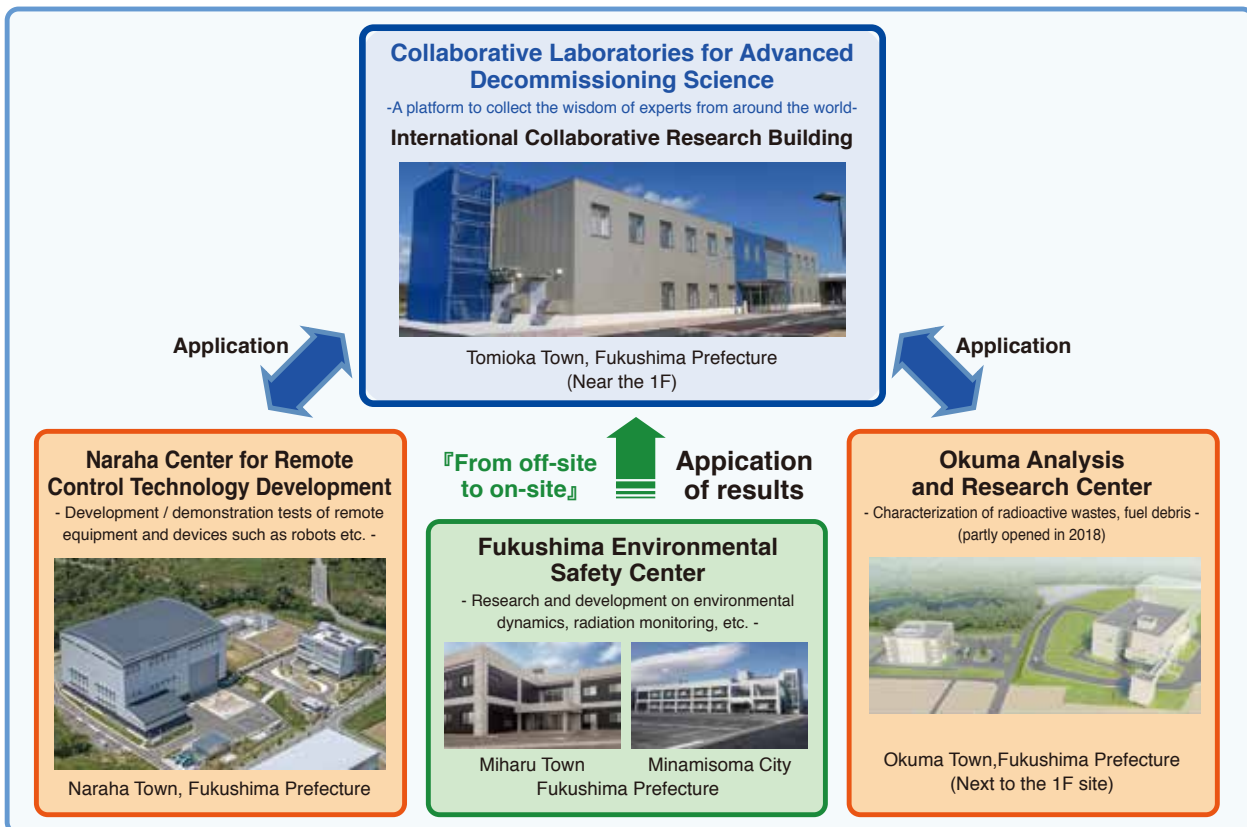 Collaborative Laboratories for Advanced
Decommissioning Science
-A platform to collect the wisdom of experts from around the world-
International Collaborative Research Building
Tomioka Town, Fukushima Prefecture
(Near the 1F)
Application
Application
Naraha Center for Remote
Control Technology Development
- Development / demonstration tests of remote
equipment and devices such as robots etc. -
Naraha Town, Fukushima Prefecture
『From off-site
to on-site』
Appication
of results
Fukushima Environmental
Safety Center
- Research and development on environmental
dynamics, radiation monitoring, etc. -
Miharu Town
Minamisoma City
Fukushima Prefecture
Okuma Analysis
and Research Center
- Characterization of radioactive wastes, fuel debris -
(partly opened in 2018)
Okuma Town,Fukushima Prefecture
(Next to the 1F site)